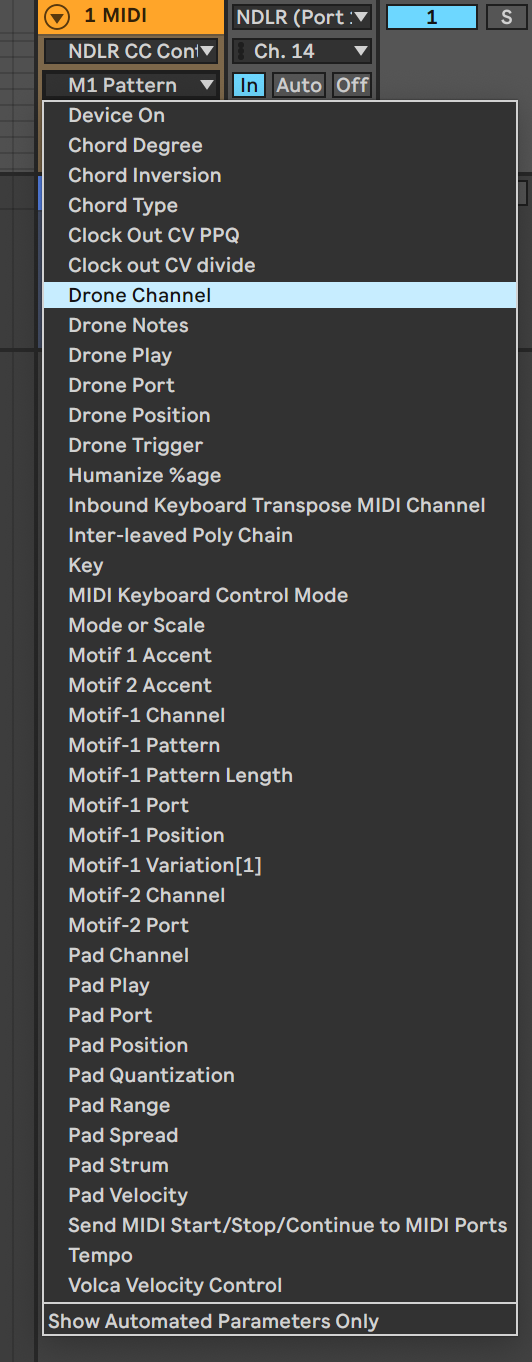 1 MIDI
NDLR (Port
1
S
NDLR CC Con
Ch. 14
M1 Pattern
In
Auto
Off
Device On
Chord Degree
Chord Inversion
Chord Type
Clock Out CV PPQ
Clock out CV divide
Drone Channel
Drone Notes
Drone Play
Drone Port
Drone Position
Drone Trigger
Humanize %age
Inbound Keyboard Transpose MIDI Channel
Inter-leaved Poly Chain
Key
MIDI Keyboard Control Mode
Mode or Scale
Motif 1 Accent
Motif 2 Accent
Motif-1 Channel
Motif-1 Pattern
Motif-1 Pattern Length
Motif-1 Port
Motif-1 Position
Motif-1 Variation[1]
Motif-2 Channel
Motif-2 Port
Pad Channel
Pad Play
Pad Port
Pad Position
Pad Quantization
Pad Range
Pad Spread
Pad Strum
Pad Velocity
Send MIDI Start/Stop/Continue to MIDI Ports
Tempo
Volca Velocity Control
Show Automated Parameters Only